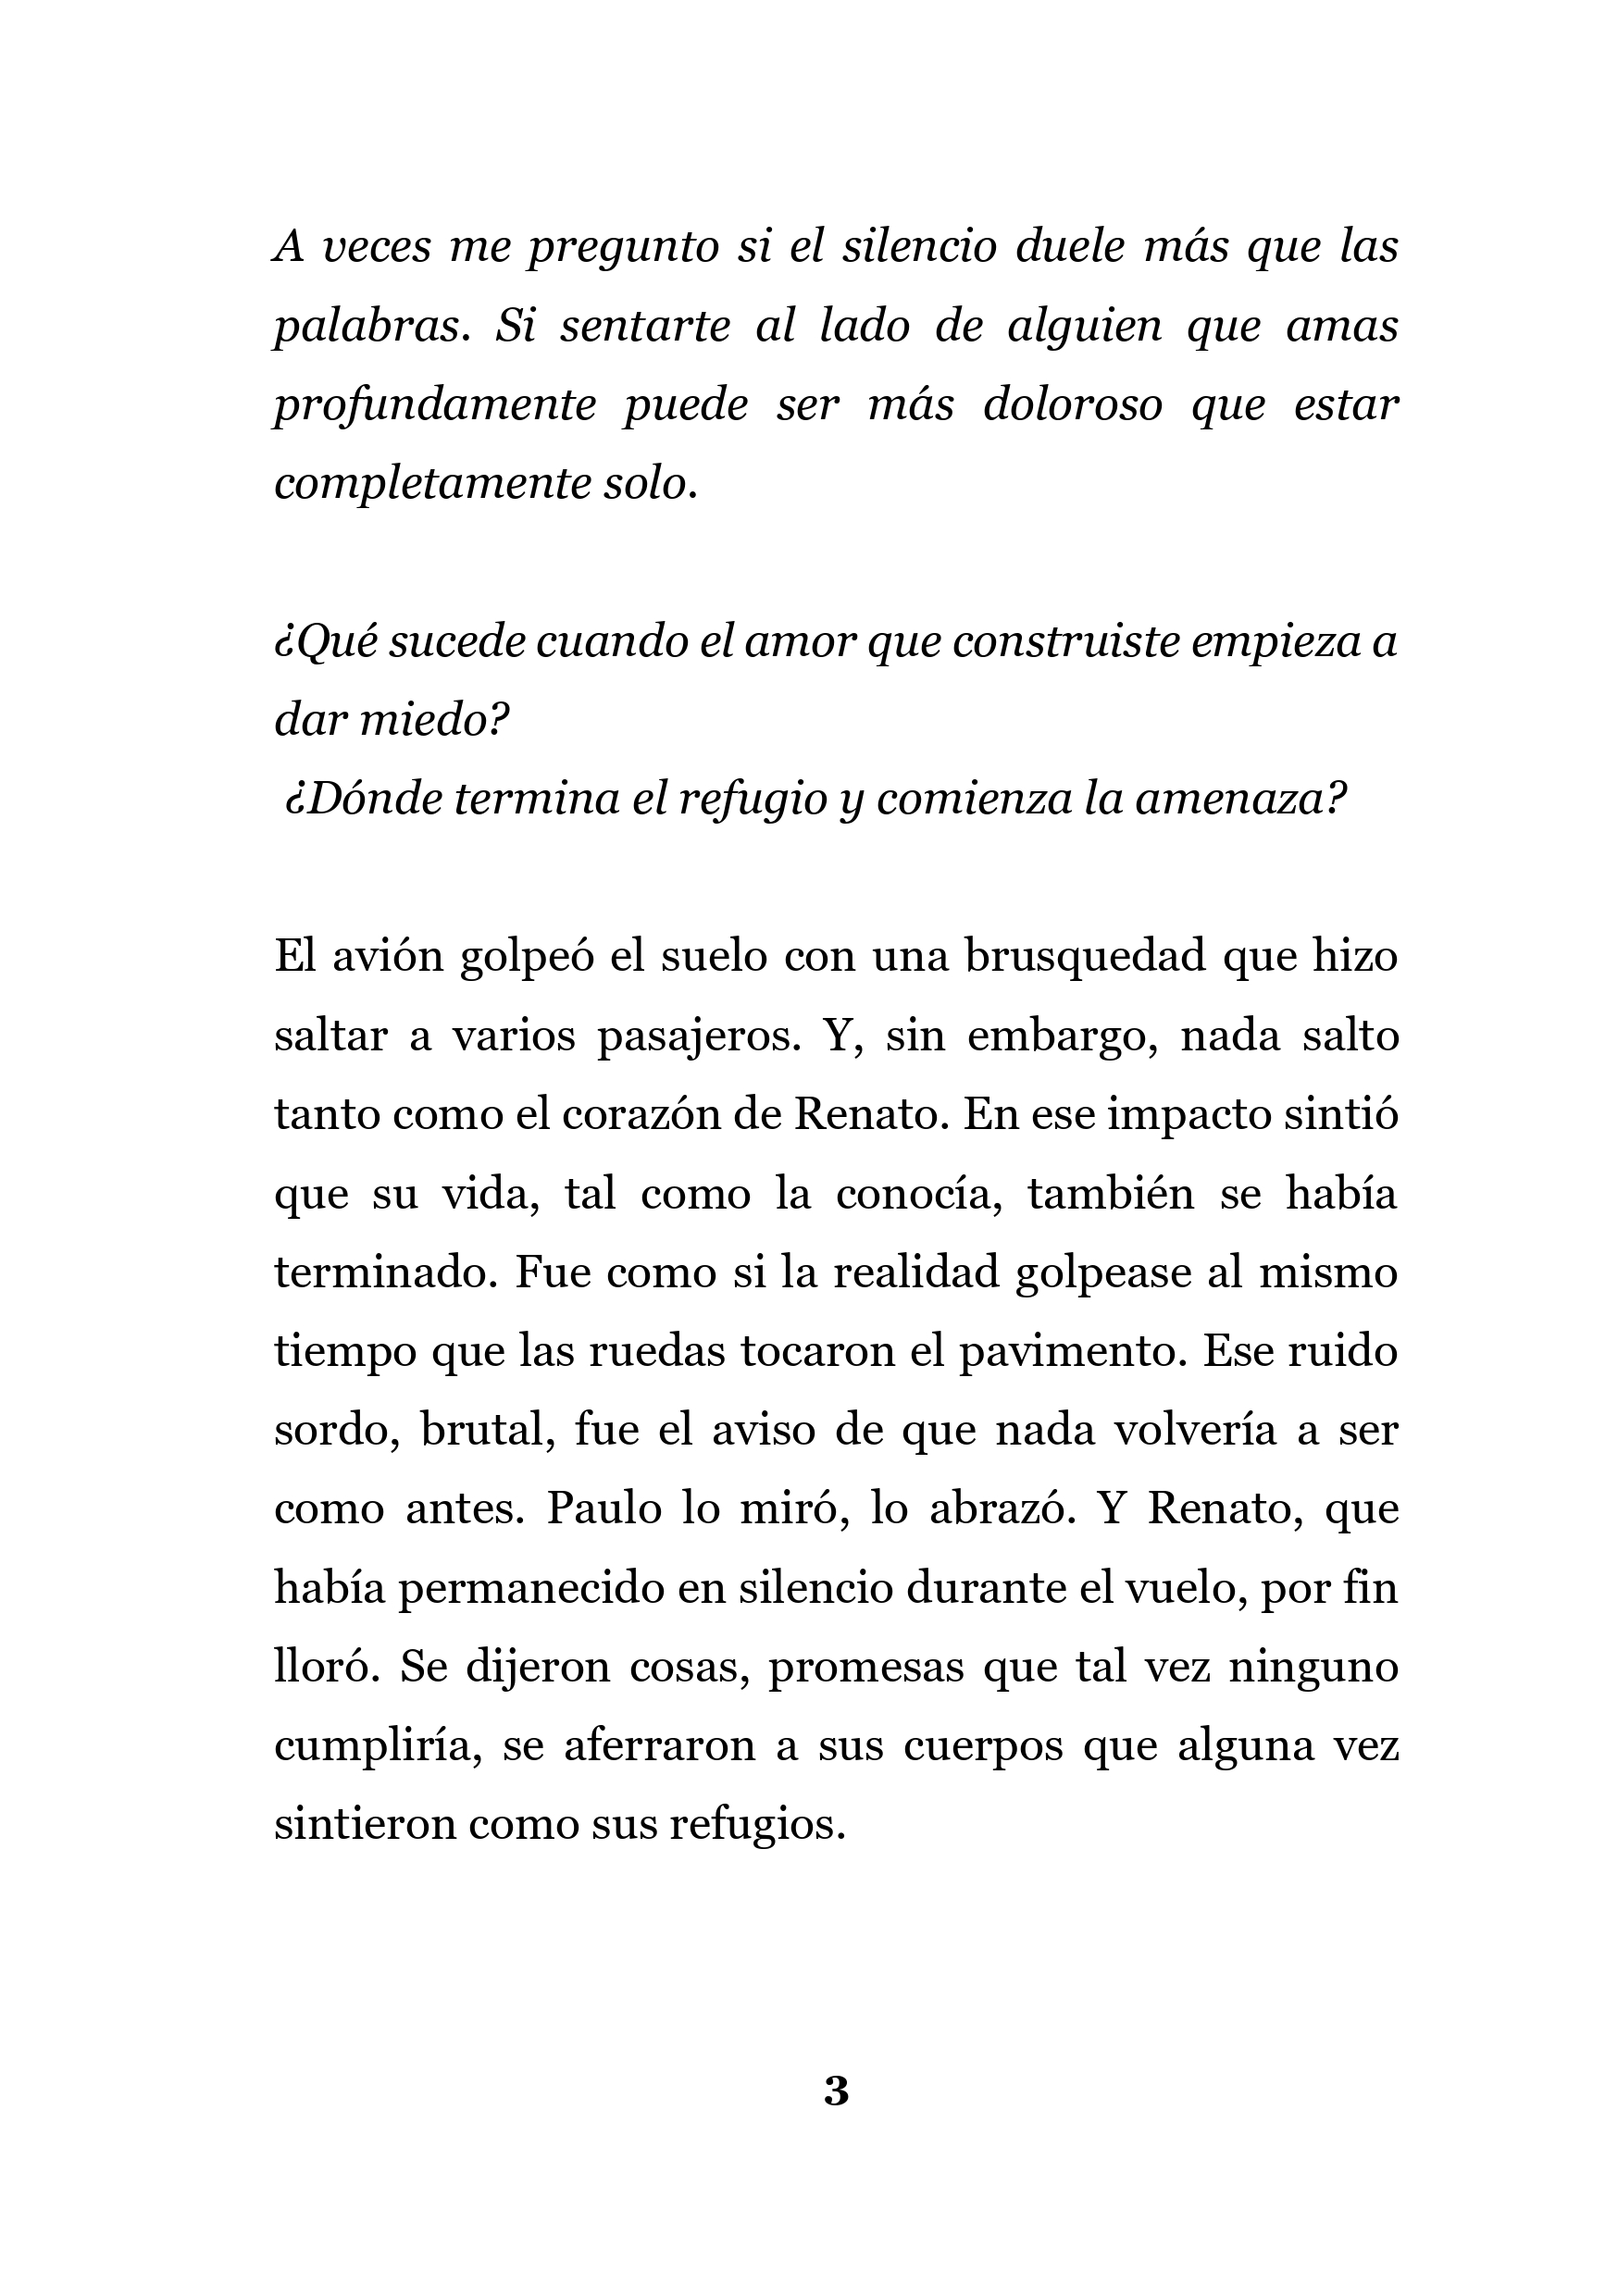 A veces me pregunto si el silencio duele más que las
palabras. Si sentarte al lado de alguien que amas
profundamente puede ser más doloroso que estar
completamente solo.
¿Qué sucede cuando el amor que construiste empieza a
dar miedo?
¿Dónde termina el refugio y comienza la amenaza?
El avión golpeó el suelo con una brusquedad que hizo
saltar a varios pasajeros. Y, sin embargo, nada salto
tanto como el corazón de Renato. En ese impacto sintió
que su vida, tal como la conocía, también se había
terminado. Fue como si la realidad golpease al mismo
tiempo que las ruedas tocaron el pavimento. Ese ruido
sordo, brutal, fue el aviso de que nada volvería a ser
como antes. Paulo lo miró, lo abrazó. Y Renato, que
había permanecido en silencio durante el vuelo, por fin
lloró. Se dijeron cosas, promesas que tal vez ninguno
cumpliría, se aferraron a sus cuerpos que alguna vez
sintieron como sus refugios.
3